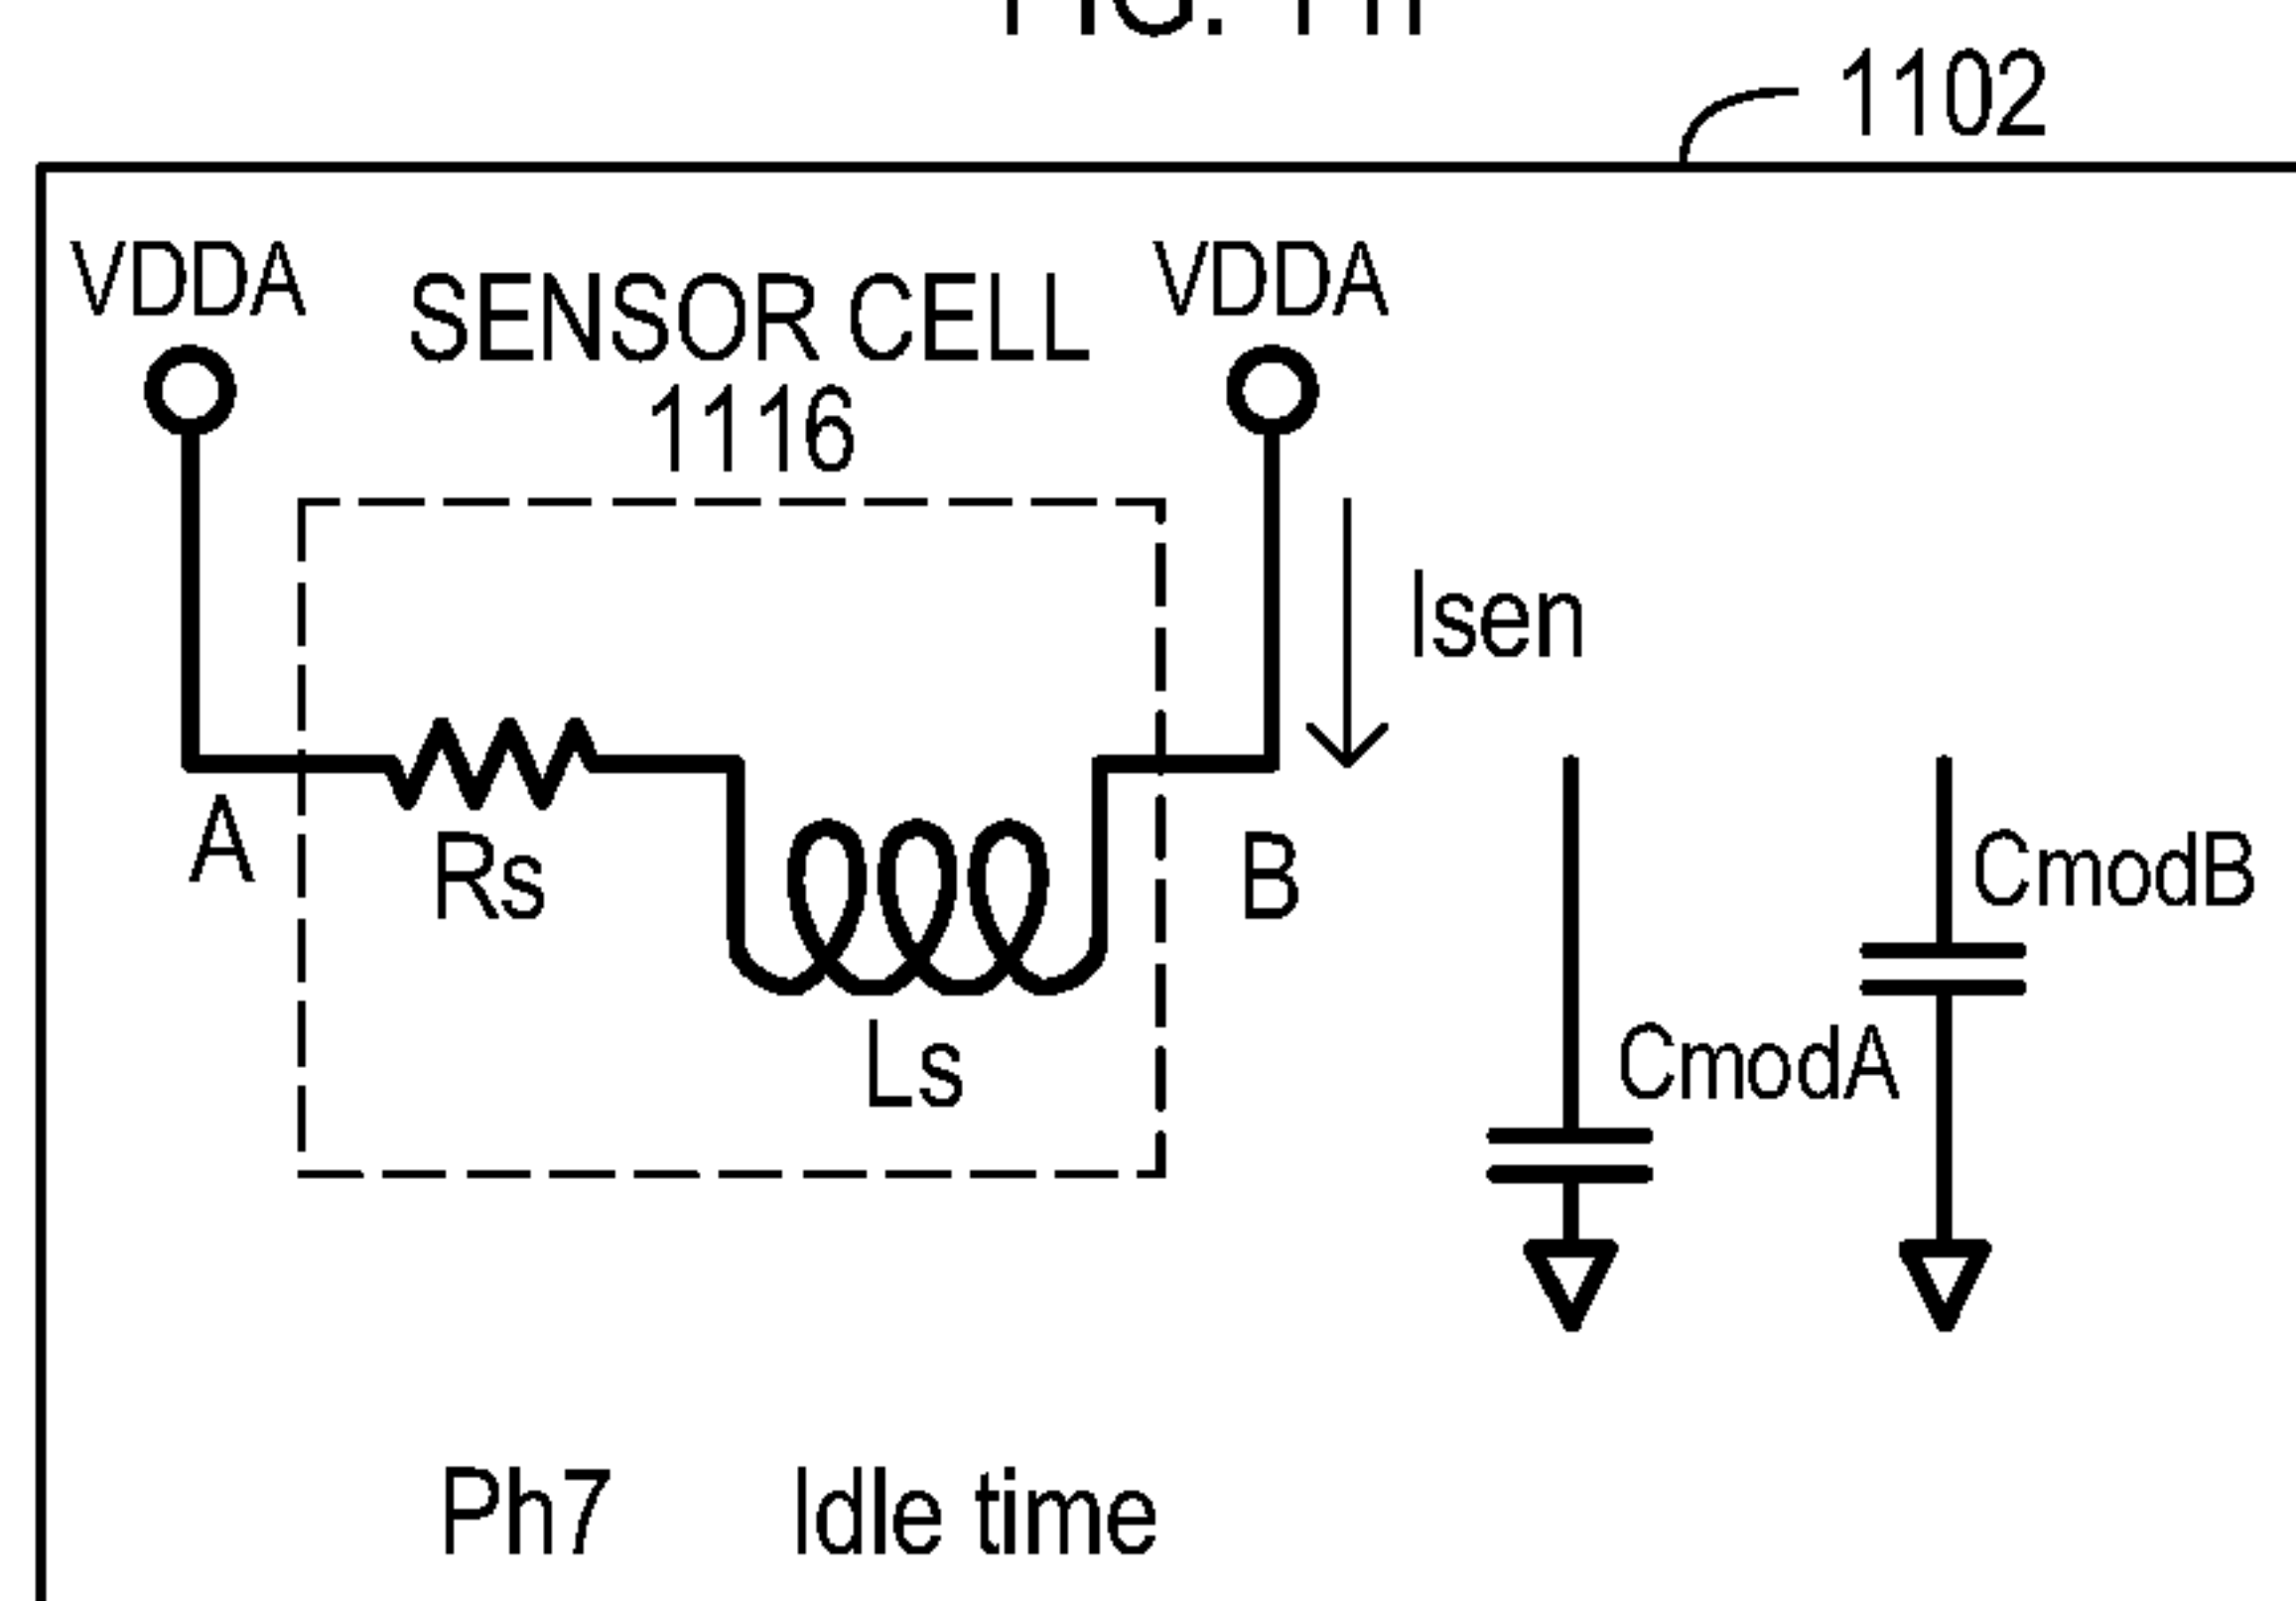 1102
VDDA
SENSOR CELL
1116
VDDA
Isen
A
Rs
Ls
B
CmodA
CmodB
Ph7 Idle time